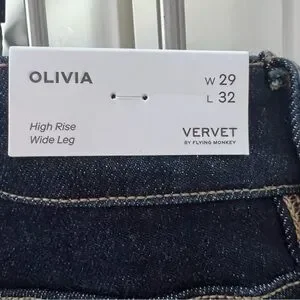 OLIVIA
W 29
L 32
High Rise
Wide Leg
VERVET
BY FLYING MONKEY